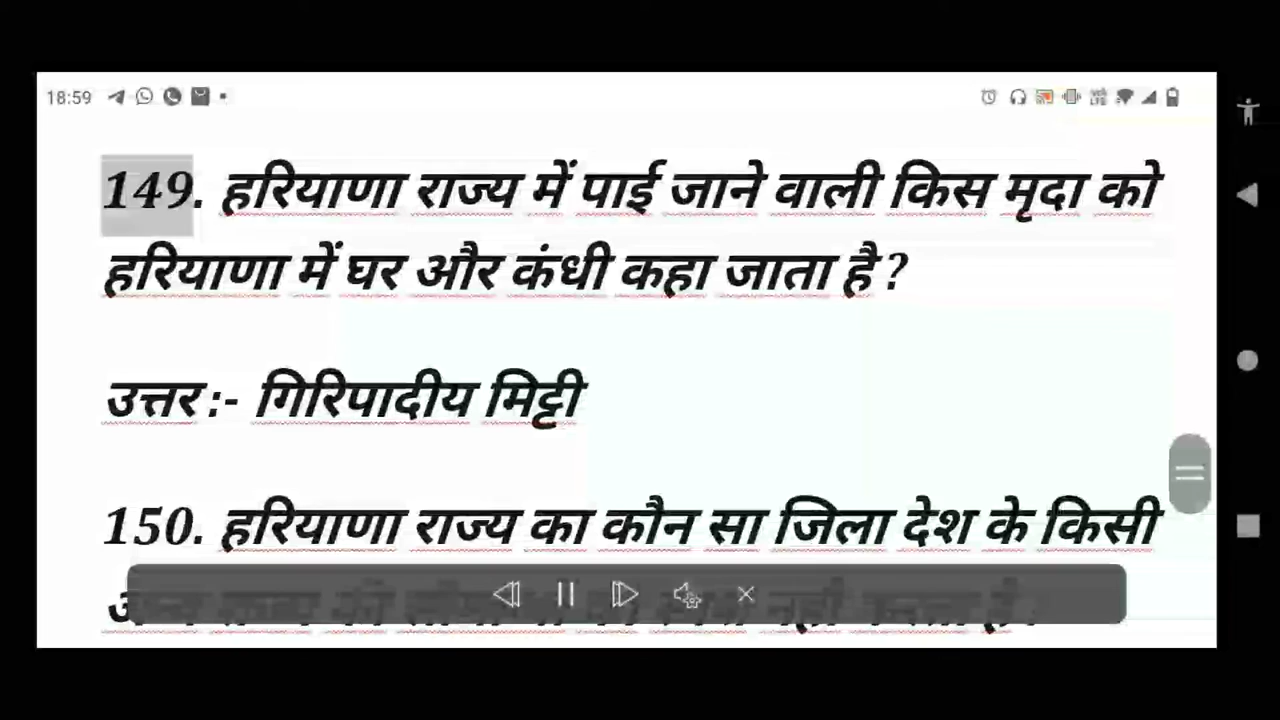 18:59
149. हरियाणा राज्य में पाई जाने वाली किस मृदा को
हरियाणा में घर और कंधी कहा जाता है?
उत्तर:- गिरिपादीय मिट्टी
150. हरियाणा राज्य का कौन सा जिला देश के किसी